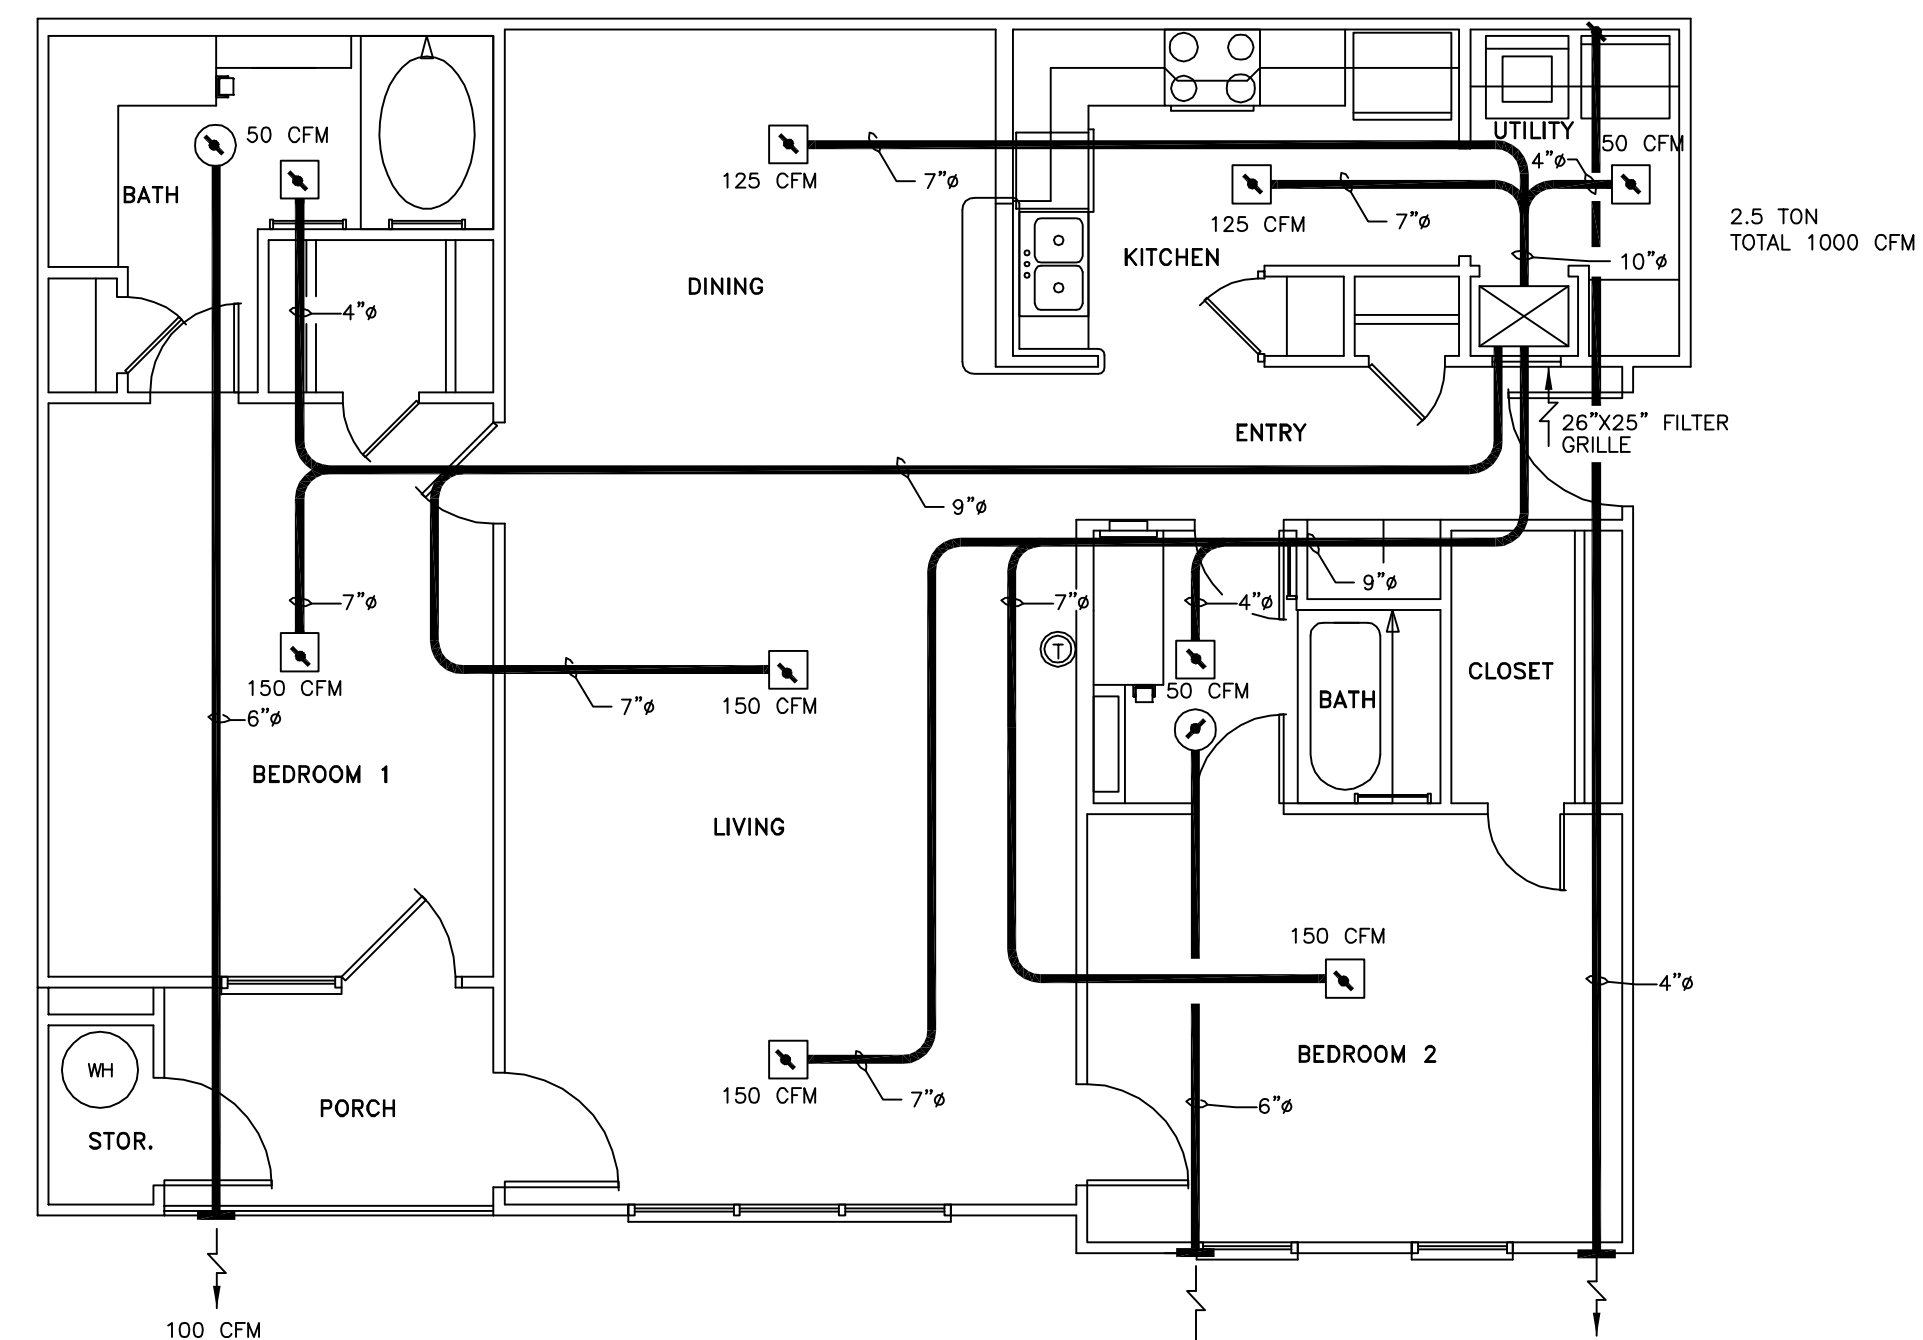 50 CFM
BATH
125 CFM
7"ø
UTILITY
50 CFM
4"ø
125 CFM
7"ø
2.5 TON
TOTAL 1000 CFM
KITCHEN
10"ø
DINING
4"ø
ENTRY
26"X25" FILTER
GRILLE
9"ø
9"ø
7"ø
7"ø
4"ø
T
CLOSET
150 CFM
7"ø
150 CFM
50 CFM
BATH
6"ø
BEDROOM 1
LIVING
150 CFM
4"ø
BEDROOM 2
WH
150 CFM
7"ø
6"ø
PORCH
STOR.
100 CFM